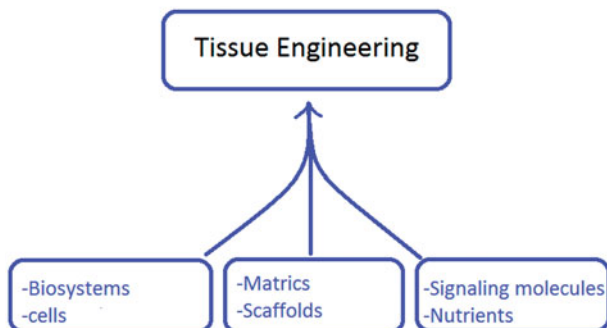 Tissue Engineering
-Biosystems
-cells
-Matrics
-Scaffolds
-Signaling molecules
-Nutrients